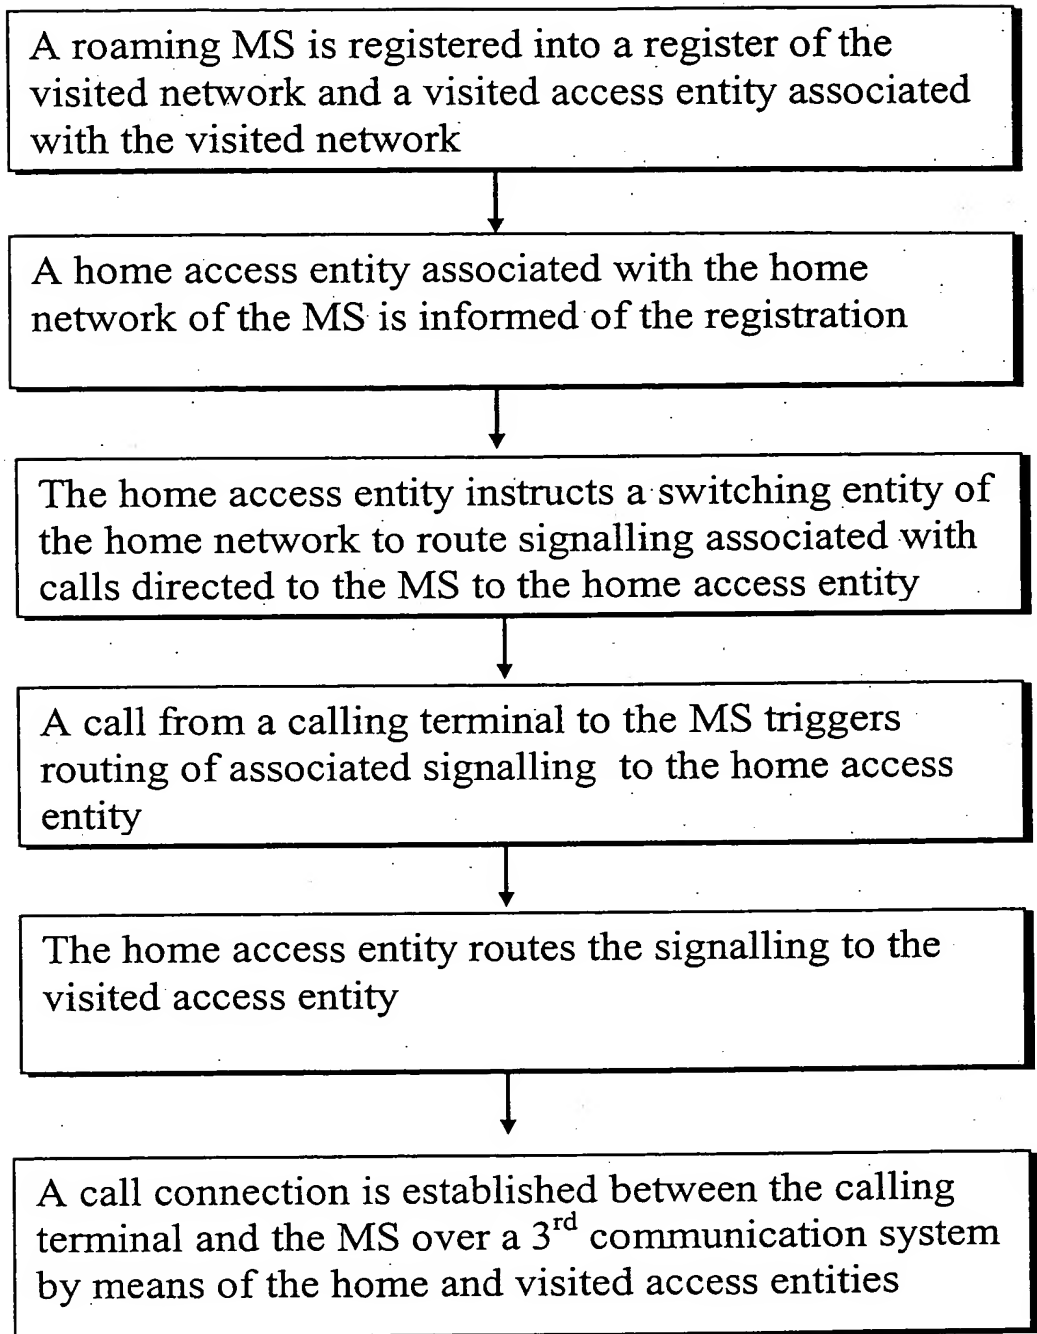 A roaming MS is registered into a register of the
visited network and a visited access entity associated
with the visited network
A home access entity associated with the home
network of the MS is informed of the registration
The home access entity instructs a switching entity of
the home network to route signalling associated with
calls directed to the MS to the home access entity
A call from a calling terminal to the MS triggers
routing of associated signalling to the home access
entity
The home access entity routes the signalling to the
visited access entity
A call connection is established between the calling
terminal and the MS over a 3rd communication system
by means of the home and visited access entities